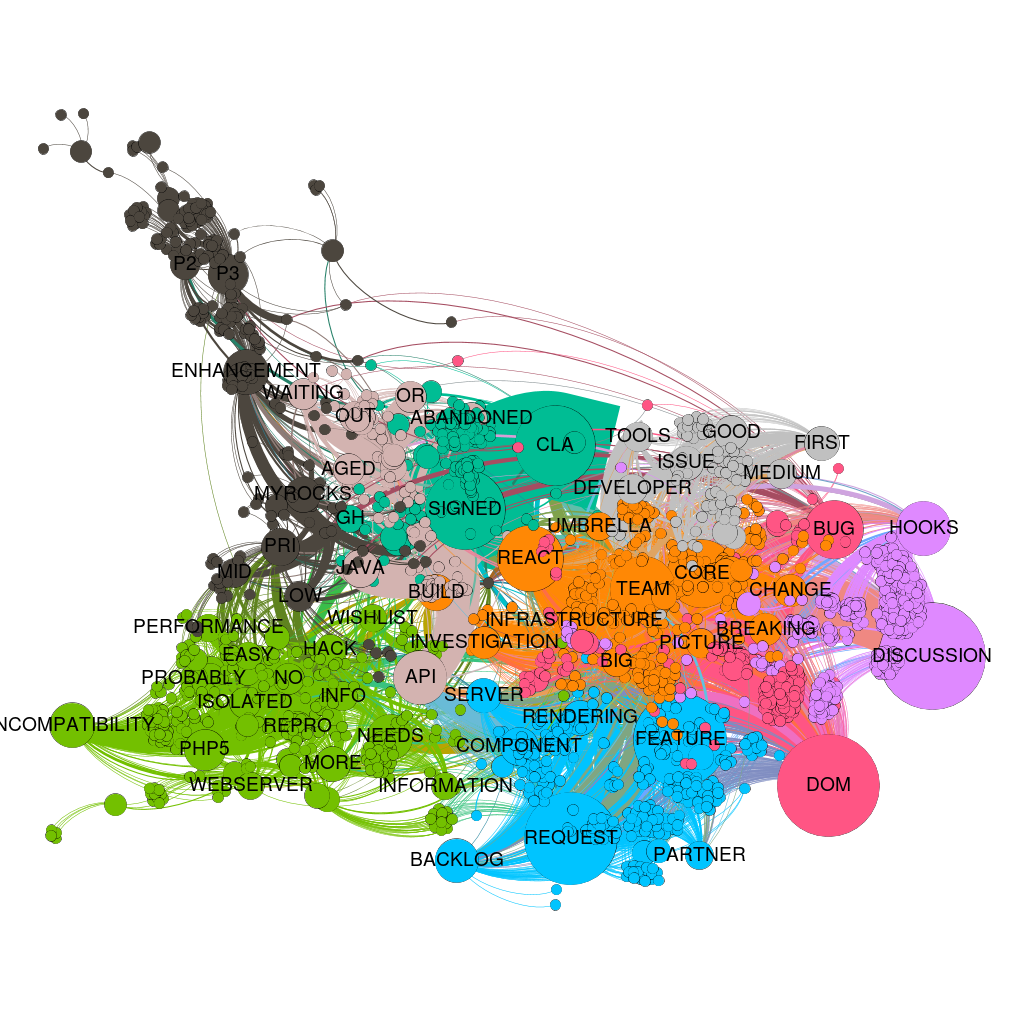 P2
P3
ENHANCEMENT
WAITING
OR
OUT
ABANDONED
CLA
TOOLS
GOOD
FIRST
ISSUE
MEDIUM
AGED
DEVELOPER
MYROCKS
SIGNED
GH
UMBRELLA
BUG
HOOKS
PRI
REACT
MID
JAVA
CORE
LOW
BUILD
TEAM
CHANGE
WISHLIST
INFRASTRUCTURE
PERFORMANCE
BREAKING
HACK
INVESTIGATION
PICTURE
EASY
BIG
DISCUSSION
PROBABLY
NO
API
ISOLATED
INFO
SERVER
RENDERING
NCOMPATIBILITY
REPRO
NEEDS
FEATURE
PHP5
COMPONENT
MORE
WEBSERVER
INFORMATION
DOM
REQUEST
BACKLOG
PARTNER